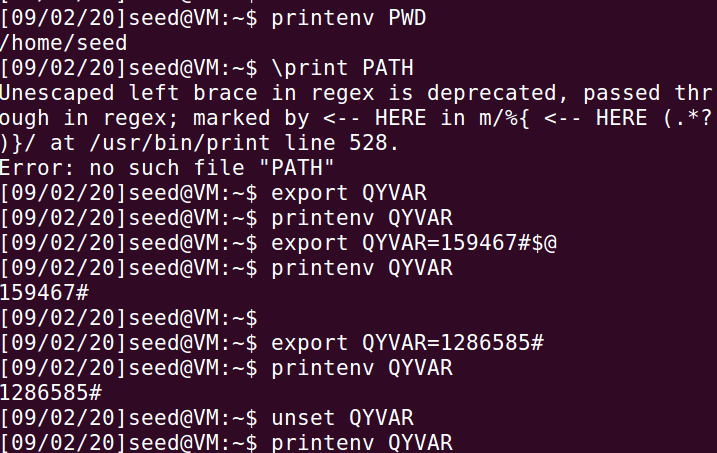 [09/02/20]seed@VM:~$ printenv PWD
/home/seed
[09/02/20]seed@VM:~$ \print PATH
Unescaped left brace in regex is deprecated, passed thr
ough in regex; marked by <-- HERE in m/%{ <-- HERE (.*?
)}/ at /usr/bin/print line 528.
Error: no such file "PATH"
[09/02/20]seed@VM:~$ export QYVAR
[09/02/20]seed@VM:~$ printenv QYVAR
[09/02/20]seed@VM:~$ export QYVAR=159467#$@
[09/02/20]seed@VM:~$ printenv QYVAR
159467#
[09/02/20]seed@VM:~$
[09/02/20]seed@VM:~$ export QYVAR=1286585#
[09/02/20]seed@VM:~$ printenv QYVAR
1286585#
[09/02/20]seed@VM:~$ unset QYVAR
[09/02/20]seed@VM:~$ printenv QYVAR